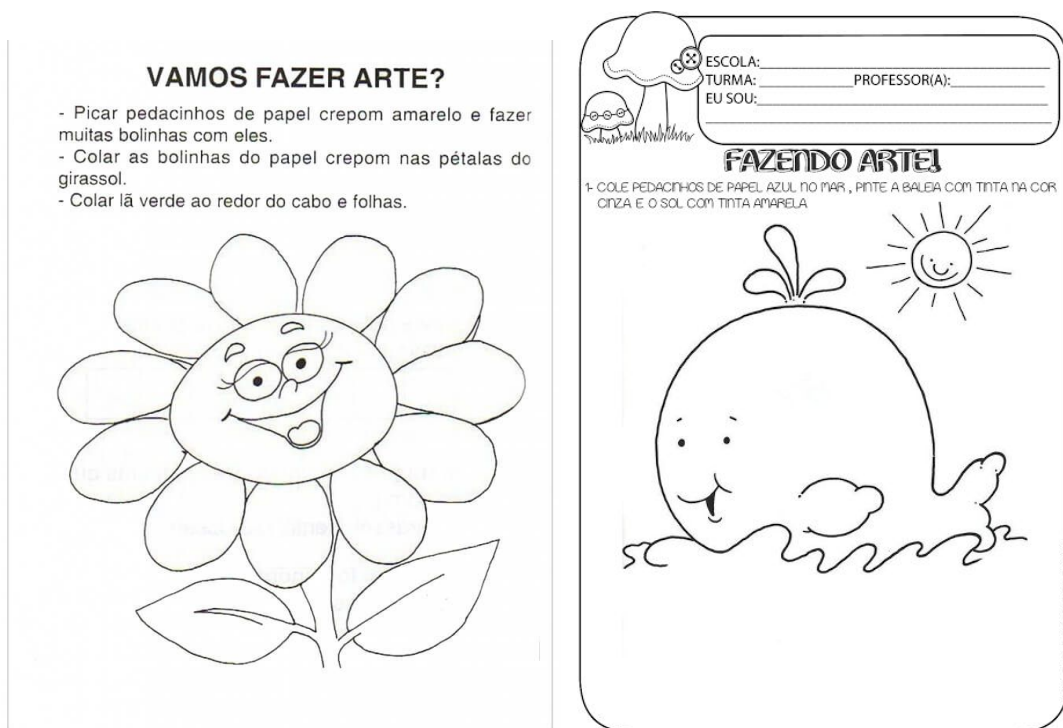 VAMOS FAZER ARTE?
- Picar pedacinhos de papel crepom amarelo e fazer
muitas bolinhas com eles.
- Colar as bolinhas do papel crepom nas pétalas do
girassol.
- Colar lã verde ao redor do cabo e folhas.
ESCOLA:
TURMA: PROFESSOR(A):
EU SOU:
FAZENDO ARTE!
1- COLE PEDACINHOS DE PAPEL AZUL NO MAR , PINTE A BALEIA COM TINTA NA COR
CINZA E O SOL COM TINTA AMARELA